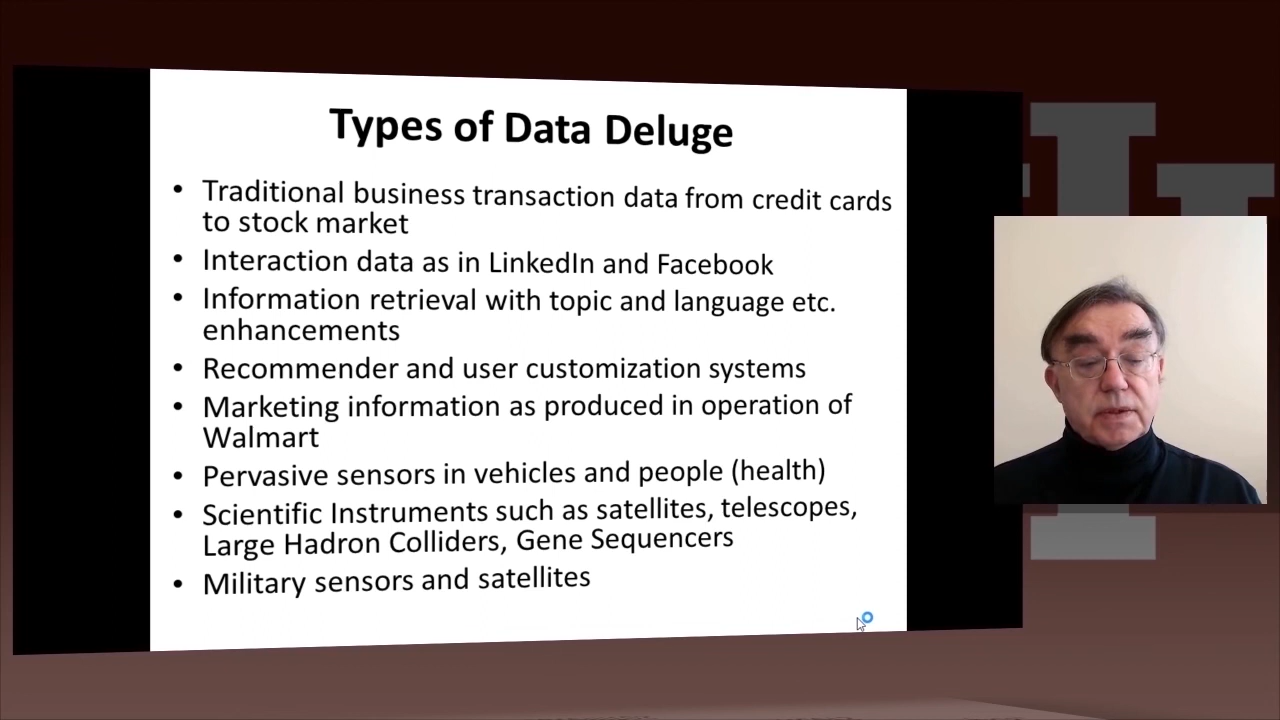 Types of Data Deluge
• Traditional business transaction data from credit cards
to stock market
• Interaction data as in LinkedIn and Facebook
• Information retrieval with topic and language etc.
enhancements
• Recommender and user customization systems
• Marketing information as produced in operation of
Walmart
• Pervasive sensors in vehicles and people (health)
• Scientific Instruments such as satellites, telescopes,
Large Hadron Colliders, Gene Sequencers
• Military sensors and satellites